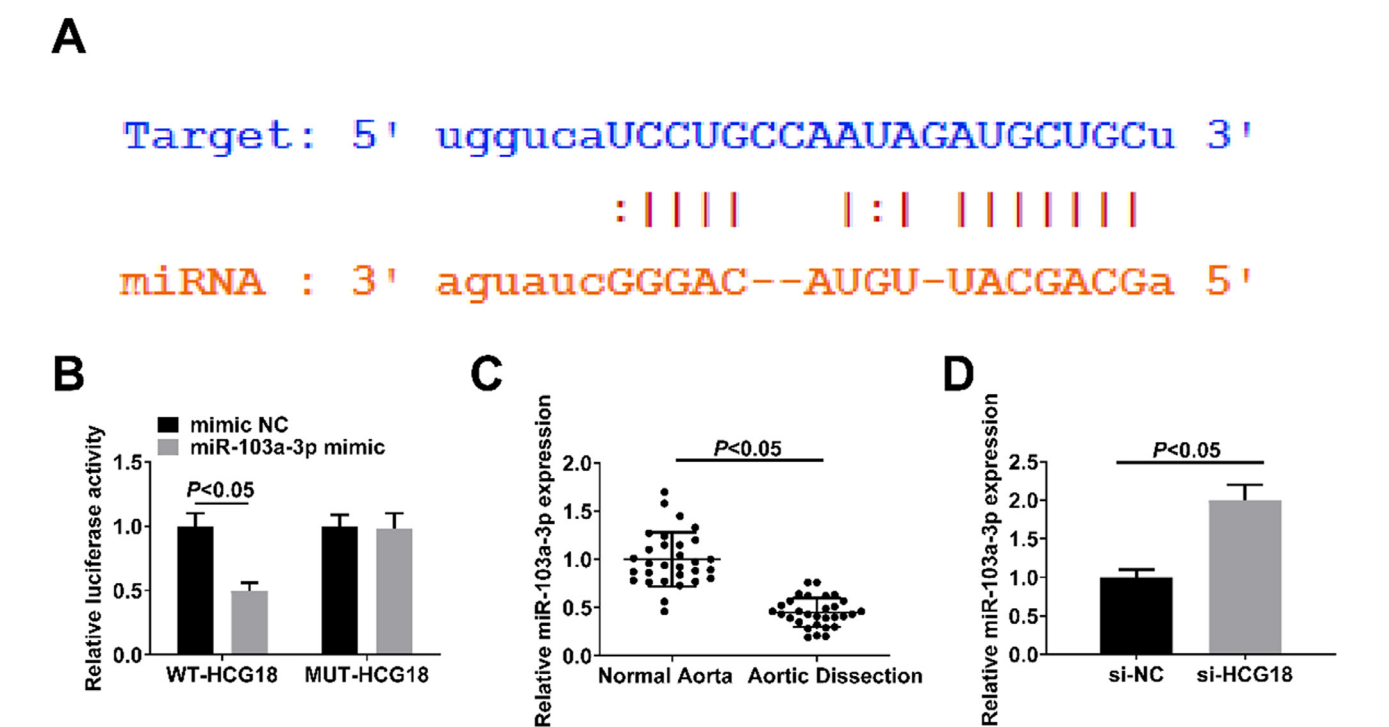 A
Target: 5' uggucaUCCUGCCAAUAGAUGCUGCu 3'
:|||| |:| |||||||
miRNA : 3' aguaucGGGAC--AUGU-UACGACGa 5'
B
mimic NC
miR-103a-3p mimic
Relative luciferase activity
1.5
1.0
0.5
0.0
P<0.05
WT-HCG18 MUT-HCG18
C
Relative miR-103a-3p expression
2.0
1.5
1.0
0.5
0.0
P<0.05
Normal Aorta Aortic Dissection
D
Relative miR-103a-3p expression
2.5
2.0
1.5
1.0
0.5
0.0
P<0.05
si-NC si-HCG18